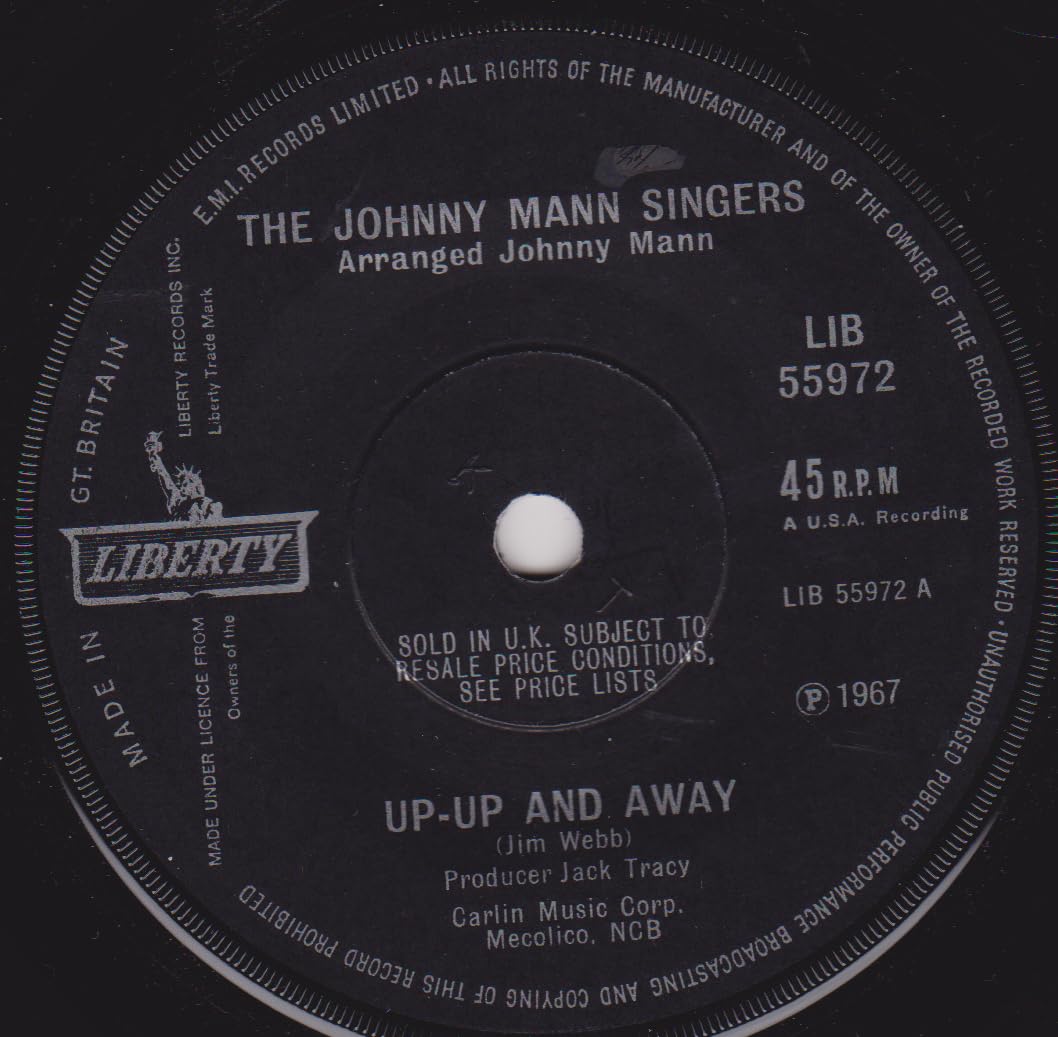 E.M.I. RECORDS LIMITED · ALL RIGHTS OF THE MANUFACTURER AND OF THE OWNER OF THE RECORDED WORK RESERVED · UNAUTHORISED PUBLIC PERFORMANCE BROADCASTING AND COPYING OF THIS RECORD PROHIBITED
THE JOHNNY MANN SINGERS
Arranged Johnny Mann
LIB
55972
45 R.P.M
A U.S.A. Recording
LIB 55972 A
Ⓟ 1967
MADE IN GT. BRITAIN
LIBERTY RECORDS INC.
Liberty Trade Mark
LIBERTY
MADE UNDER LICENCE FROM
Owners of the
SOLD IN U.K. SUBJECT TO
RESALE PRICE CONDITIONS,
SEE PRICE LISTS
UP-UP AND AWAY
(Jim Webb)
Producer Jack Tracy
Carlin Music Corp.
Mecolico, NCB